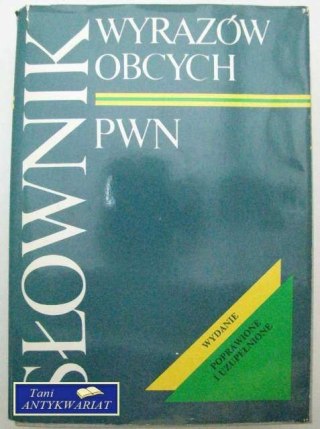 SŁOWNIK
WYRAZÓW
OBCYCH
PWN
WYDANIE
POPRAWIONE
I UZUPEŁNIONE
Tani
ANTYKWARIAT